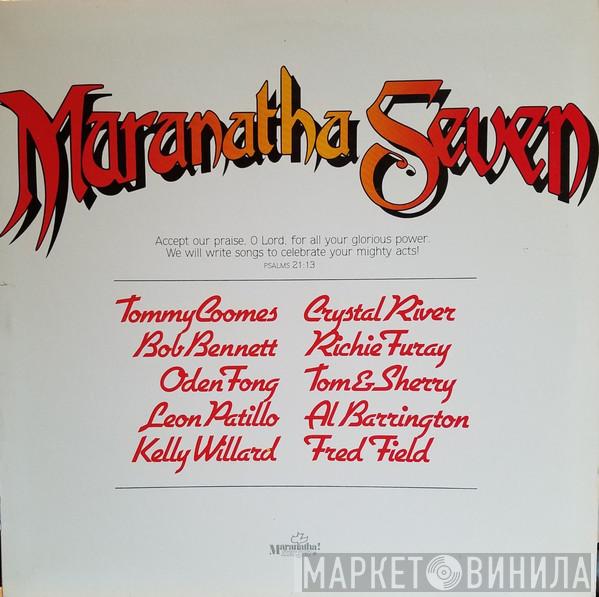 Maranatha Seven
Accept our praise, O Lord, for all your glorious power.
We will write songs to celebrate your mighty acts!
PSALMS 21:13
Tommy Coomes
Bob Bennett
Oden Fong
Leon Patillo
Kelly Willard
Crystal River
Richie Furay
Tom & Sherry
Al Barrington
Fred Field
Maranatha!
МАРКЕТ ВИНИЛА